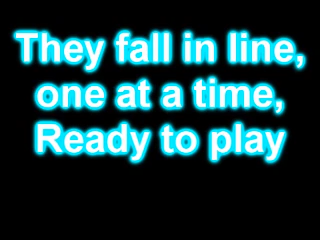 They fall in line,
one at a time,
Ready to play